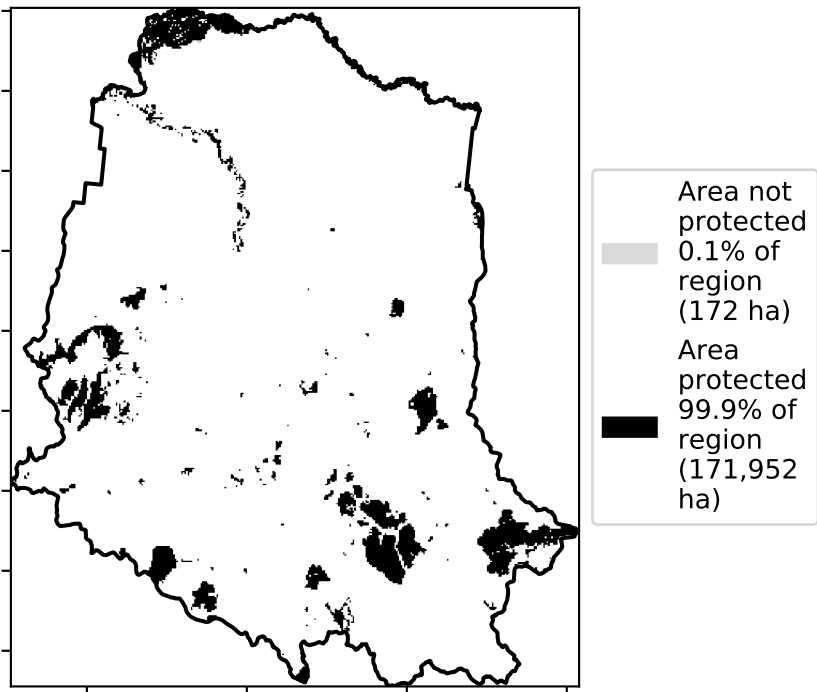 Area not
protected
0.1% of
region
(172 ha)
Area
protected
99.9% of
region
(171,952
ha)